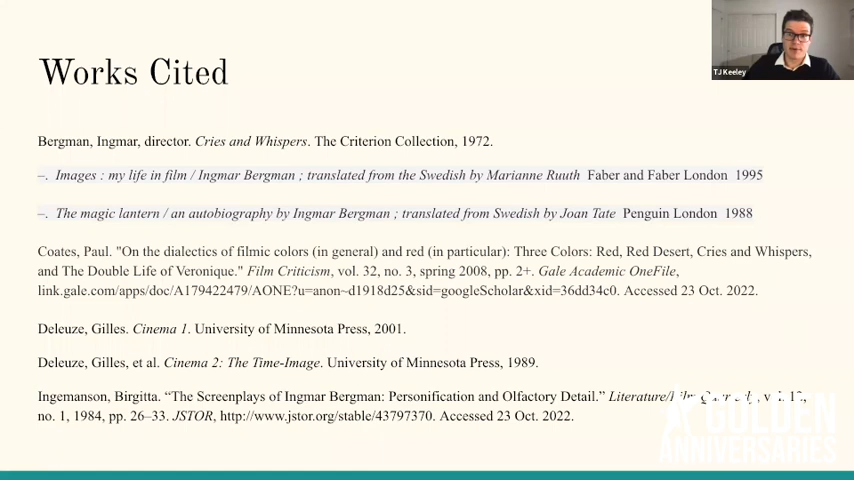 TJ Keeley
Works Cited
Bergman, Ingmar, director. Cries and Whispers. The Criterion Collection, 1972.
–. Images : my life in film / Ingmar Bergman ; translated from the Swedish by Marianne Ruuth Faber and Faber London 1995
–. The magic lantern / an autobiography by Ingmar Bergman ; translated from Swedish by Joan Tate Penguin London 1988
Coates, Paul. "On the dialectics of filmic colors (in general) and red (in particular): Three Colors: Red, Red Desert, Cries and Whispers,
and The Double Life of Veronique." Film Criticism, vol. 32, no. 3, spring 2008, pp. 2+. Gale Academic OneFile,
link.gale.com/apps/doc/A179422479/AONE?u=anon~d1918d25&sid=googleScholar&xid=36dd34c0. Accessed 23 Oct. 2022.
Deleuze, Gilles. Cinema 1. University of Minnesota Press, 2001.
Deleuze, Gilles, et al. Cinema 2: The Time-Image. University of Minnesota Press, 1989.
Ingemanson, Birgitta. “The Screenplays of Ingmar Bergman: Personification and Olfactory Detail.” Literature/Film
no. 1, 1984, pp. 26–33. JSTOR, http://www.jstor.org/stable/43797370. Accessed 23 Oct. 2022.
GOLDEN
ANNIVERSARIES